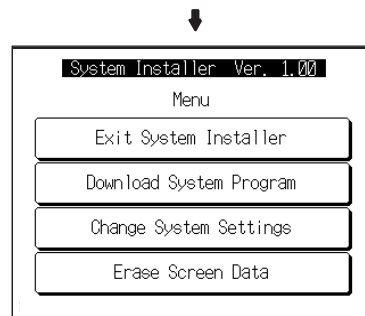 System Installer Ver. 1.00
Menu
Exit System Installer
Download System Program
Change System Settings
Erase Screen Data